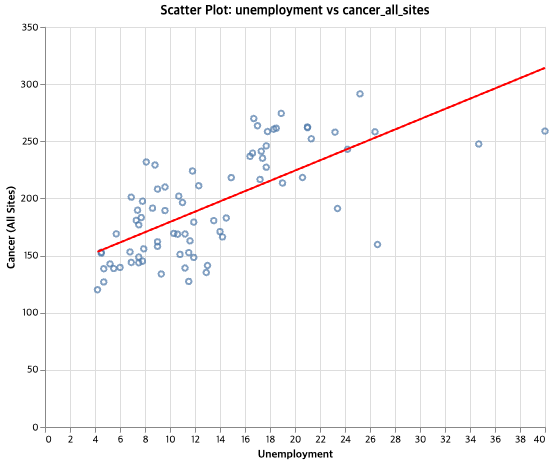 Scatter Plot: unemployment vs cancer_all_sites
350
300
250
200
150
100
50
0
Cancer (All Sites)
0 2 4 6 8 10 12 14 16 18 20 22 24 26 28 30 32 34 36 38 40 40
Unemployment